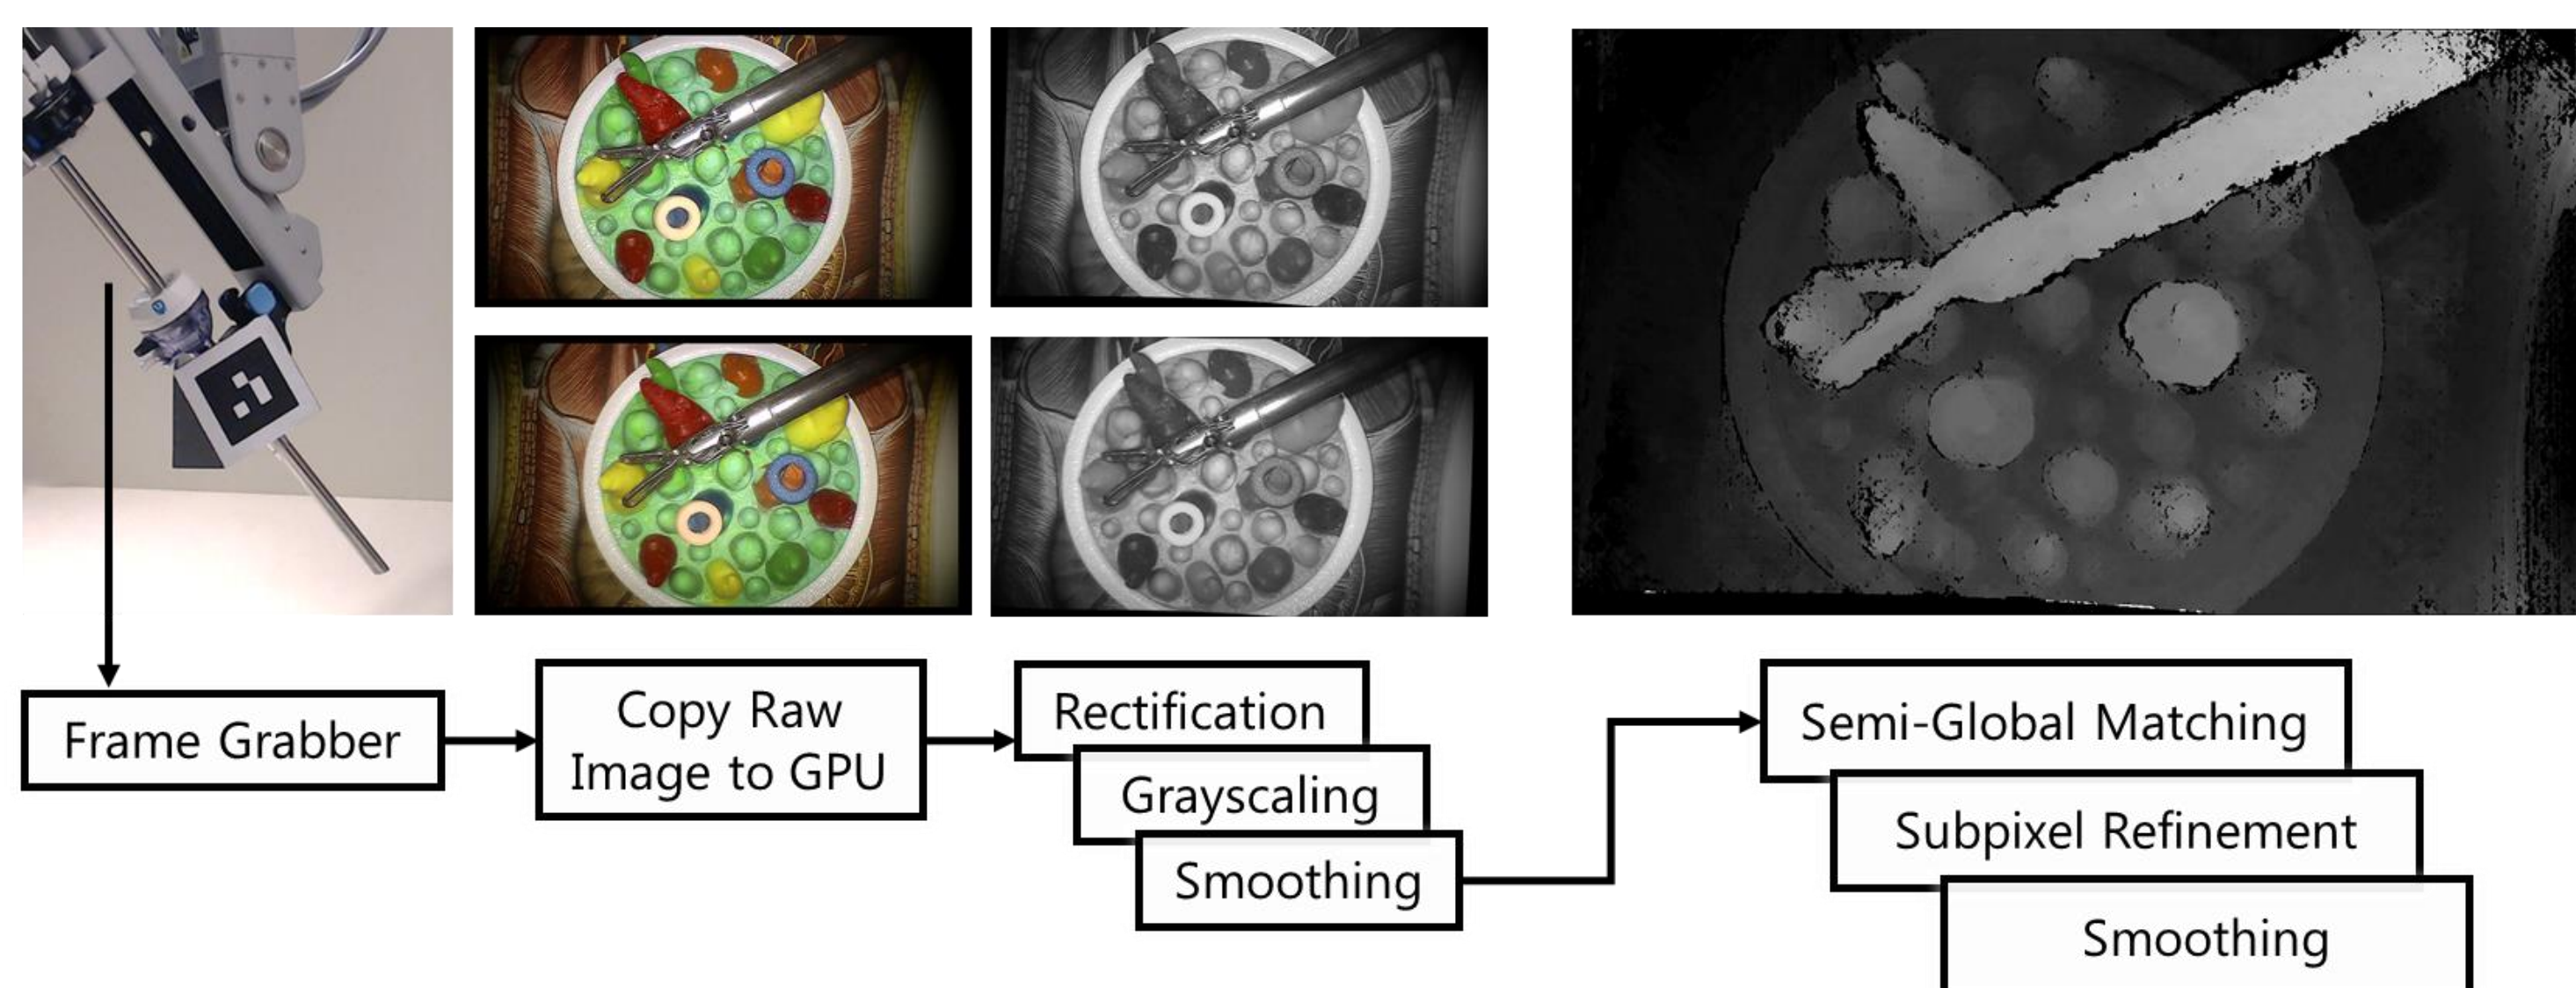 Frame Grabber
Copy Raw
Image to GPU
Rectification
Grayscaling
Smoothing
Semi-Global Matching
Subpixel Refinement
Smoothing